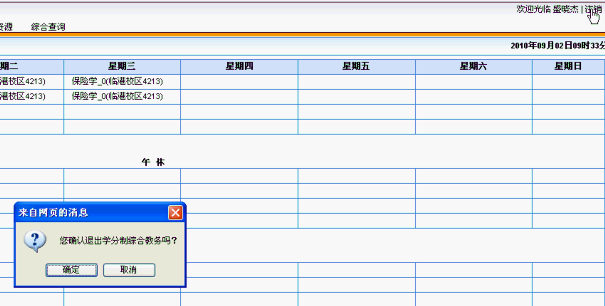 欢迎光临 盛晓杰 | 注销
资源 综合查询
2010年09月02日09时33分
期二 星期三 星期四 星期五 星期六 星期日
港校区4213) 保险学_0(临港校区4213)
港校区4213) 保险学_0(临港校区4213)
午 休
来自网页的消息
您确认退出学分制综合教务吗?
确定 取消